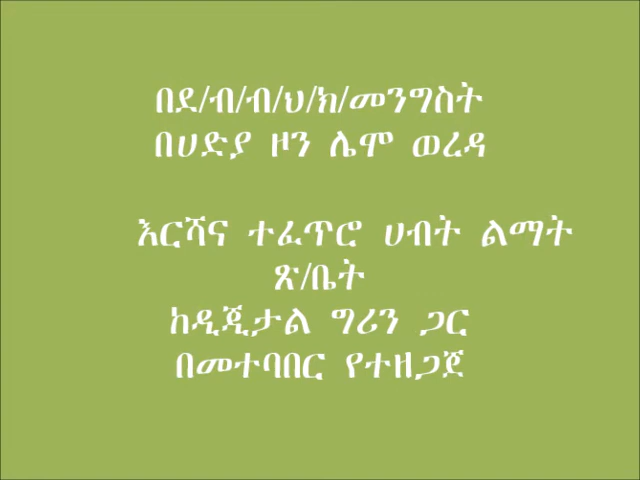 በደ/ብ/ብ/ህ/ክ/መንግስት
በሀድያ ዞን ሌሞ ወረዳ
እርሻና ተፈጥሮ ሀብት ልማት
ጽ/ቤት
ከዲጂታል ግሪን ጋር
በመተባበር የተዘጋጀ